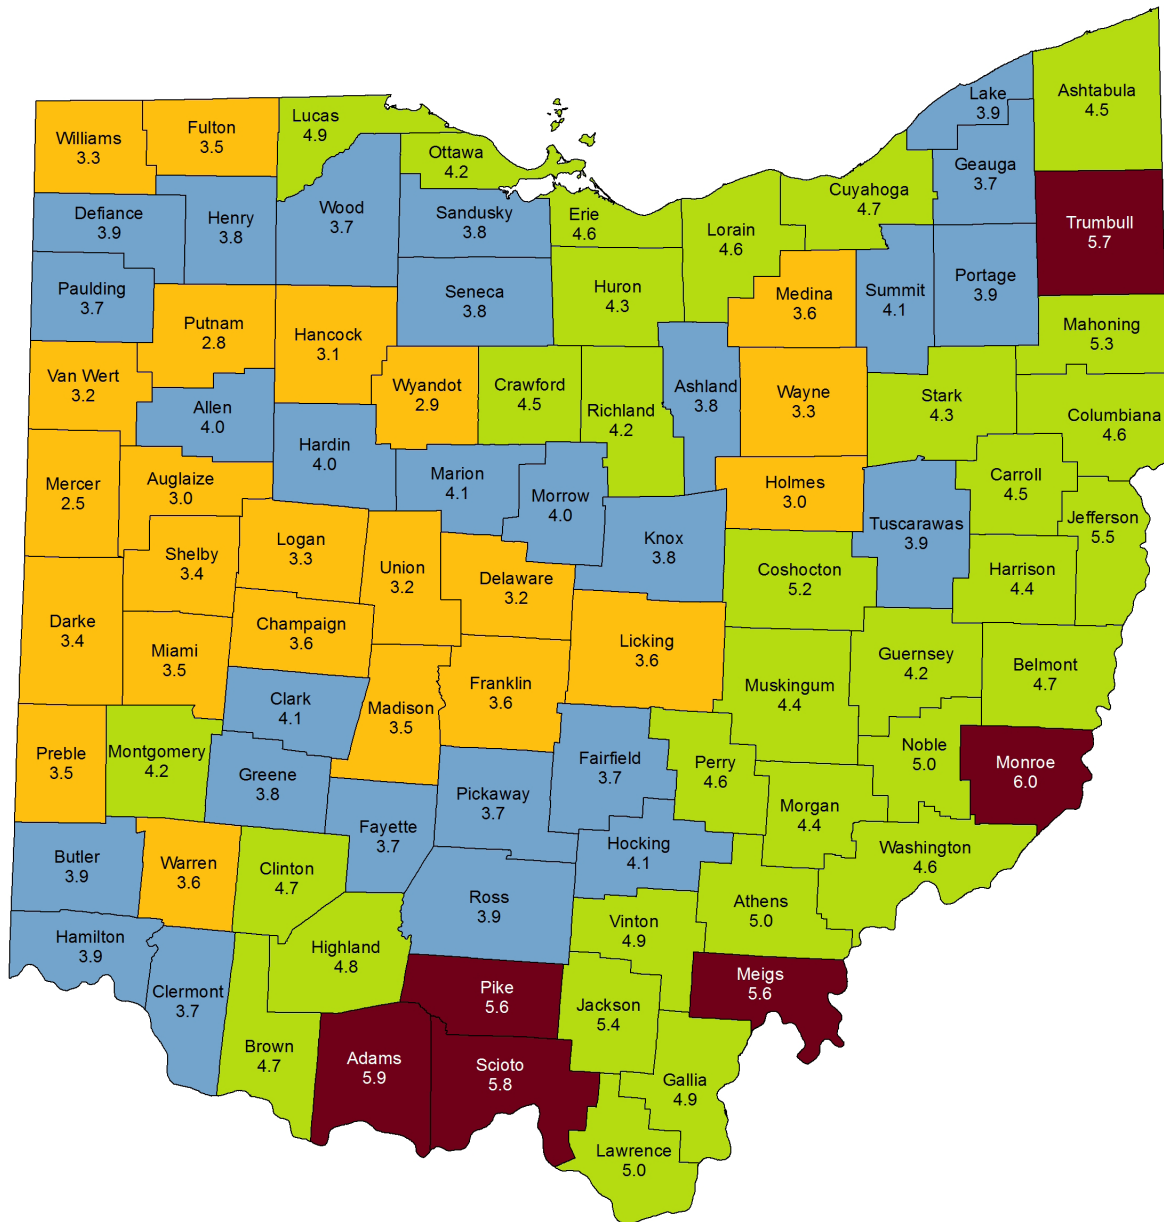 Ashtabula
4.5
Lake
3.9
Lucas
4.9
Fulton
3.5
Williams
3.3
Ottawa
4.2
Geauga
3.7
Cuyahoga
4.7
Defiance
3.9
Henry
3.8
Wood
3.7
Sandusky
3.8
Erie
4.6
Lorain
4.6
Trumbull
5.7
Paulding
3.7
Seneca
3.8
Huron
4.3
Medina
3.6
Summit
4.1
Portage
3.9
Putnam
2.8
Hancock
3.1
Mahoning
5.3
Van Wert
3.2
Wyandot
2.9
Crawford
4.5
Ashland
3.8
Wayne
3.3
Stark
4.3
Allen
4.0
Richland
4.2
Columbiana
4.6
Hardin
4.0
Mercer
2.5
Auglaize
3.0
Marion
4.1
Morrow
4.0
Holmes
3.0
Carroll
4.5
Tuscarawas
3.9
Jefferson
5.5
Logan
3.3
Knox
3.8
Shelby
3.4
Union
3.2
Delaware
3.2
Coshocton
5.2
Harrison
4.4
Darke
3.4
Champaign
3.6
Miami
3.5
Licking
3.6
Guernsey
4.2
Belmont
4.7
Franklin
3.6
Muskingum
4.4
Clark
4.1
Madison
3.5
Preble
3.5
Montgomery
4.2
Fairfield
3.7
Perry
4.6
Noble
5.0
Monroe
6.0
Greene
3.8
Pickaway
3.7
Morgan
4.4
Fayette
3.7
Hocking
4.1
Washington
4.6
Butler
3.9
Warren
3.6
Clinton
4.7
Ross
3.9
Athens
5.0
Vinton
4.9
Hamilton
3.9
Highland
4.8
Clermont
3.7
Pike
5.6
Meigs
5.6
Jackson
5.4
Brown
4.7
Adams
5.9
Scioto
5.8
Gallia
4.9
Lawrence
5.0